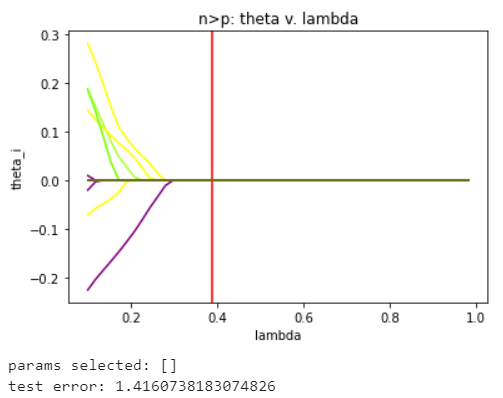 n>p: theta v. lambda
0.3
0.2
0.1
0.0
−0.1
−0.2
theta_i
0.2
0.4
0.6
0.8
1.0
lambda
params selected: []
test error: 1.4160738183074826